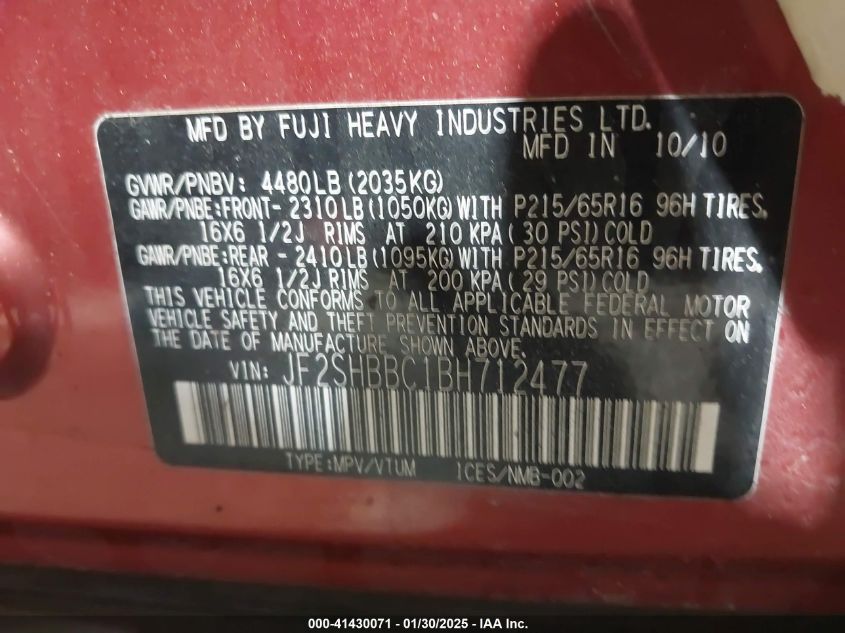 MFD BY FUJI HEAVY INDUSTRIES LTD.
MFD IN 10/10
GVWR/PNBV: 4480LB(2035KG)
GAWR/PNBE:FRONT- 2310LB(1050KG)WITH P215/65R16 96H TIRES,
16X6 1/2J RIMS AT 210 KPA( 30 PSI)COLD
GAWR/PNBE:REAR - 2410LB(1095KG)WITH P215/65R16 96H TIRES,
16X6 1/2J RIMS AT 200 KPA( 29 PSI)COLD
THIS VEHICLE CONFORMS TO ALL APPLICABLE FEDERAL MOTOR
VEHICLE SAFETY AND THEFT PREVENTION STANDARDS IN EFFECT ON
THE DATE OF MANUFACTURE SHOWN ABOVE.
VIN: JF2SHBBC1BH712477
TYPE:MPV/VTUM ICES/NMB-002
000-41430071 - 01/30/2025 - IAA Inc.